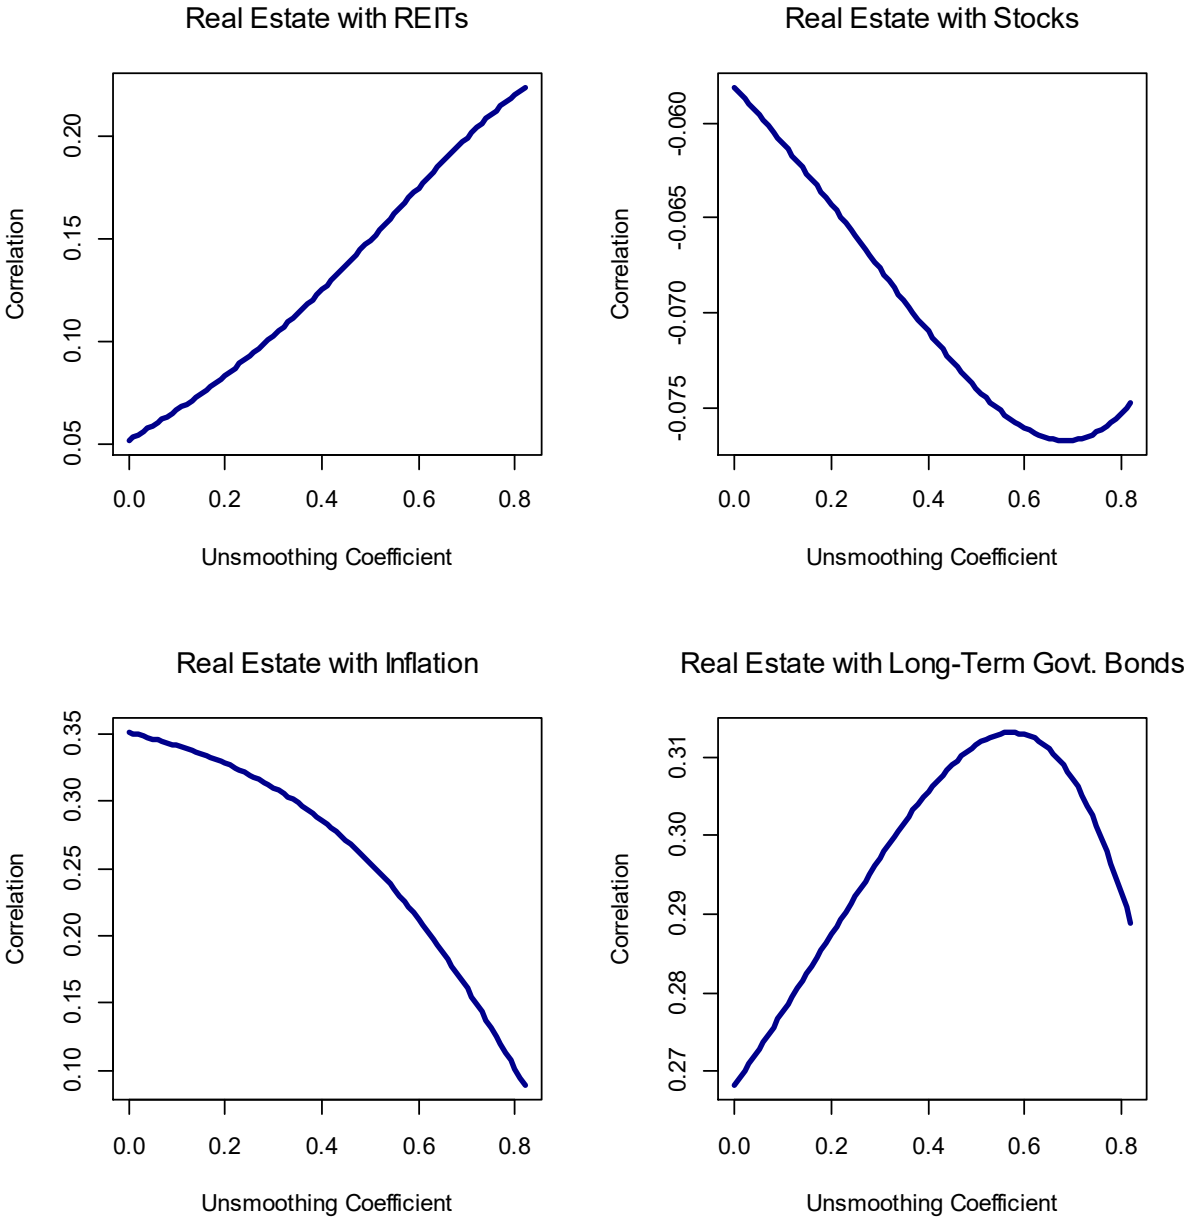 Real Estate with REITs
Correlation
0.20
0.15
0.10
0.05
0.0 0.2 0.4 0.6 0.8
Unsmoothing Coefficient
Real Estate with Stocks
Correlation
-0.060
-0.065
-0.070
-0.075
0.0 0.2 0.4 0.6 0.8
Unsmoothing Coefficient
Real Estate with Inflation
Correlation
0.35
0.30
0.25
0.20
0.15
0.10
0.0 0.2 0.4 0.6 0.8
Unsmoothing Coefficient
Real Estate with Long-Term Govt. Bonds
Correlation
0.31
0.30
0.29
0.28
0.27
0.0 0.2 0.4 0.6 0.8
Unsmoothing Coefficient